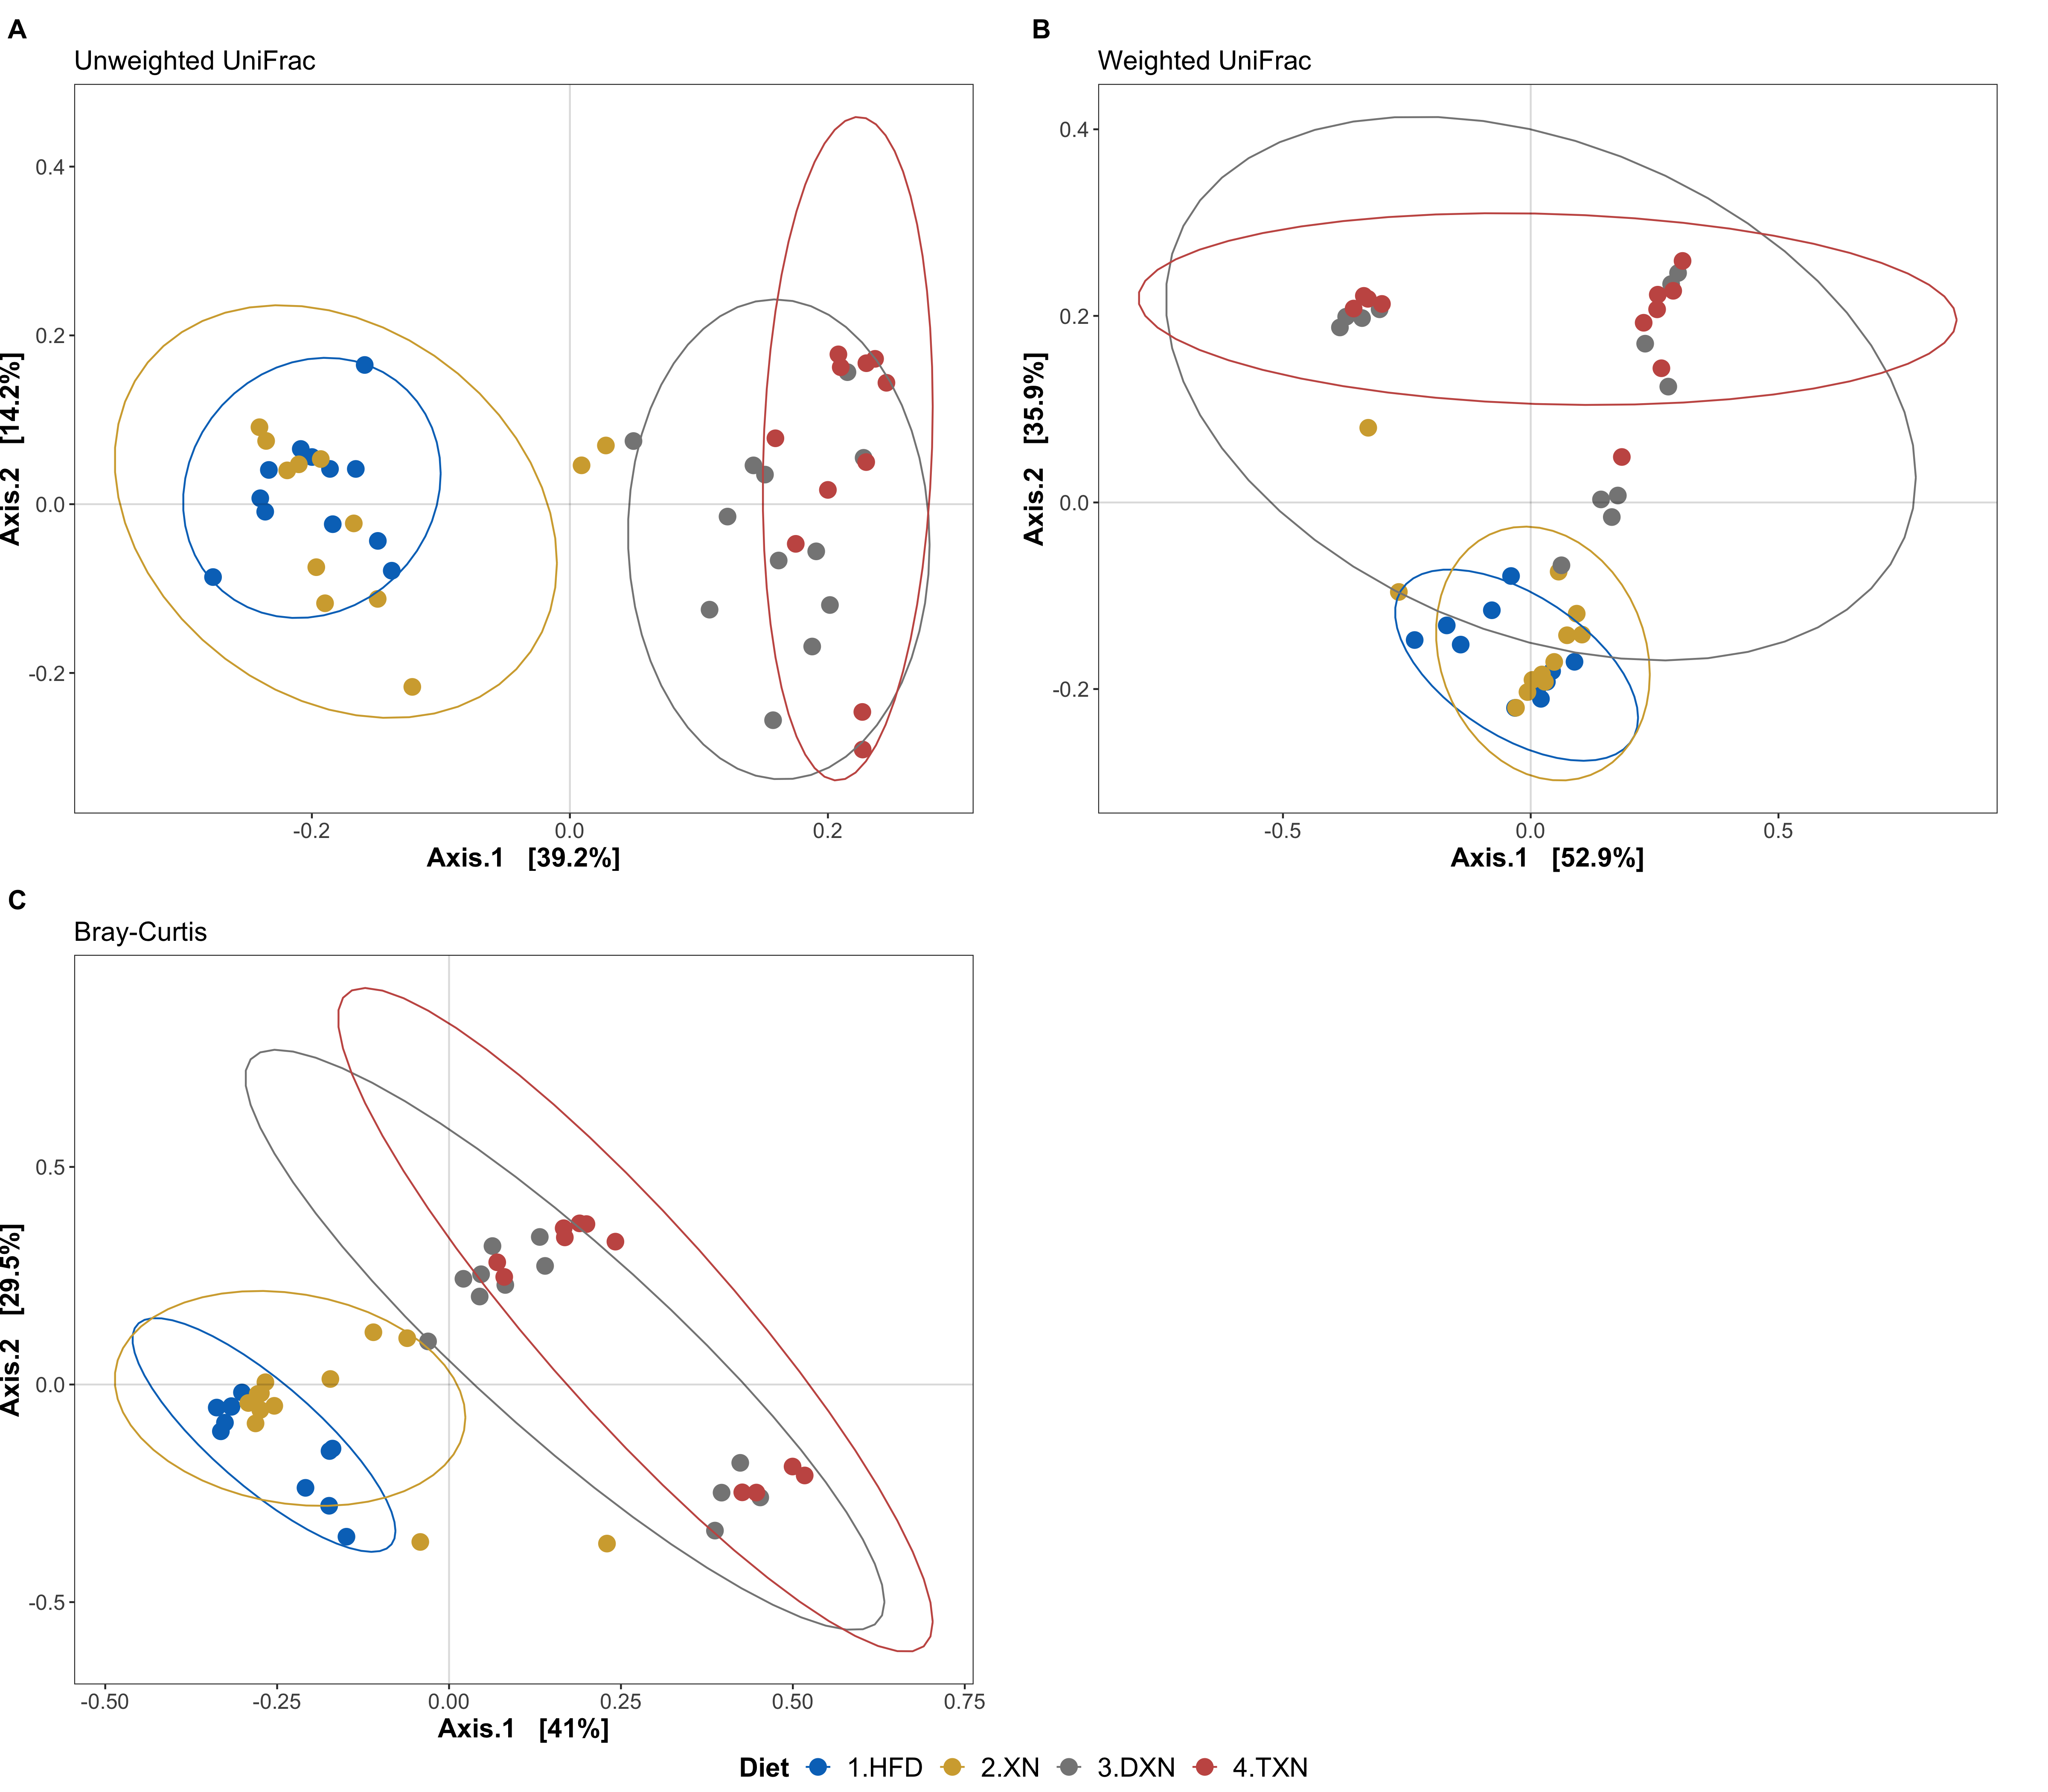 A
Unweighted UniFrac
Axis.2 [14.2%]
0.4
0.2
0.0
-0.2
-0.2 0.0 0.2
Axis.1 [39.2%]
B
Weighted UniFrac
Axis.2 [35.9%]
0.4
0.2
0.0
-0.2
-0.5 0.0 0.5
Axis.1 [52.9%]
C
Bray-Curtis
Axis.2 [29.5%]
0.5
0.0
-0.5
-0.50 -0.25 0.00 0.25 0.50 0.75
Axis.1 [41%]
Diet 1.HFD 2.XN 3.DXN 4.TXN